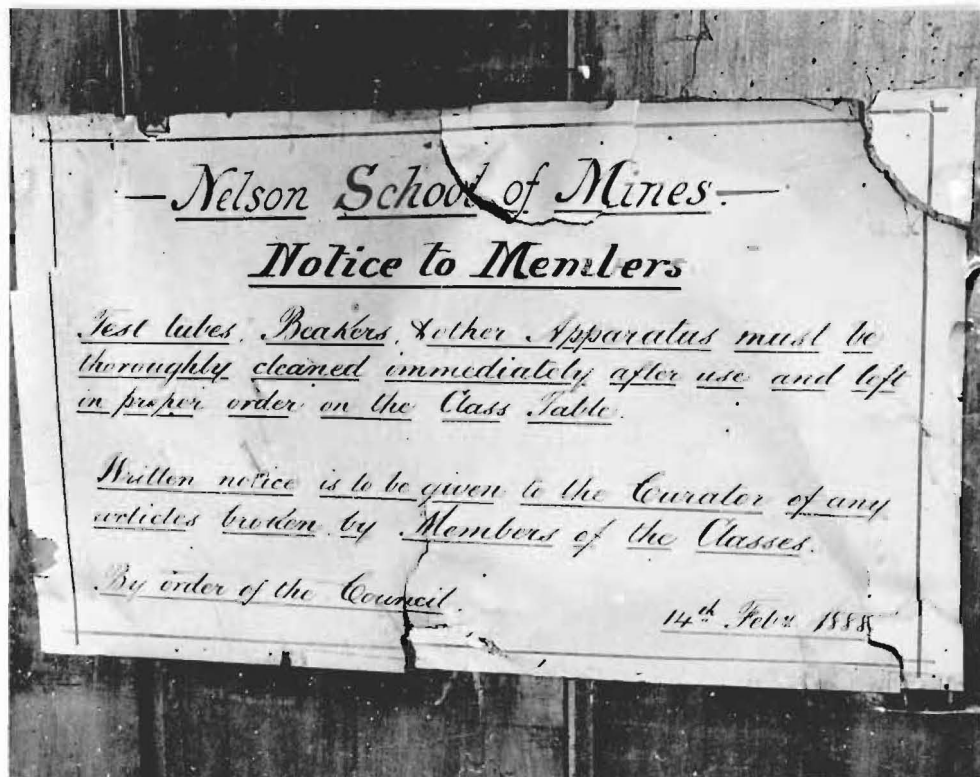 — Nelson School of Mines. —
Notice to Members
Test tubes, Beakers, & other Apparatus must be
thoroughly cleaned immediately after use and left
in proper order on the Class Table.
Written notice is to be given to the Curator of any
articles broken by Members of the Classes.
By order of the Council.
14th Feby 1888